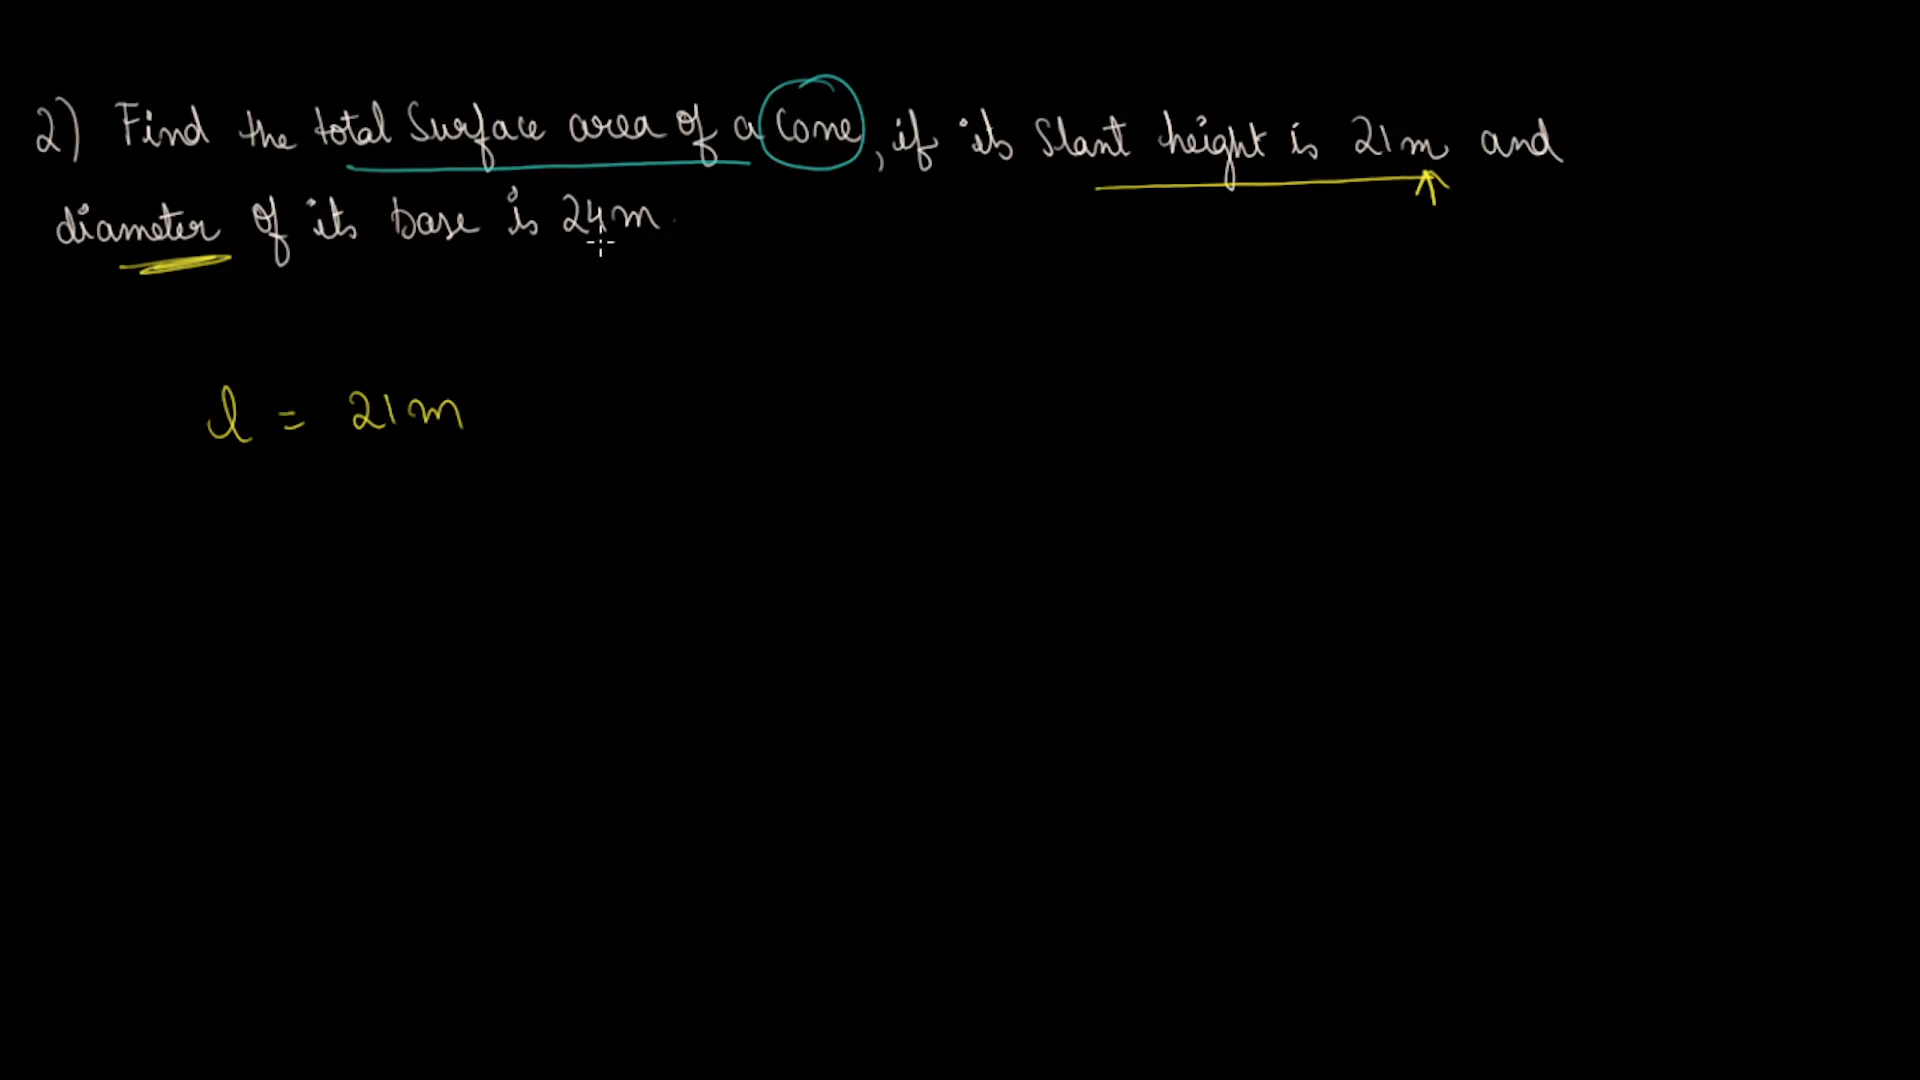 2) Find the total Surface area of a Cone, if its Slant height is 21m and
diameter of its base is 24m.
l = 21m